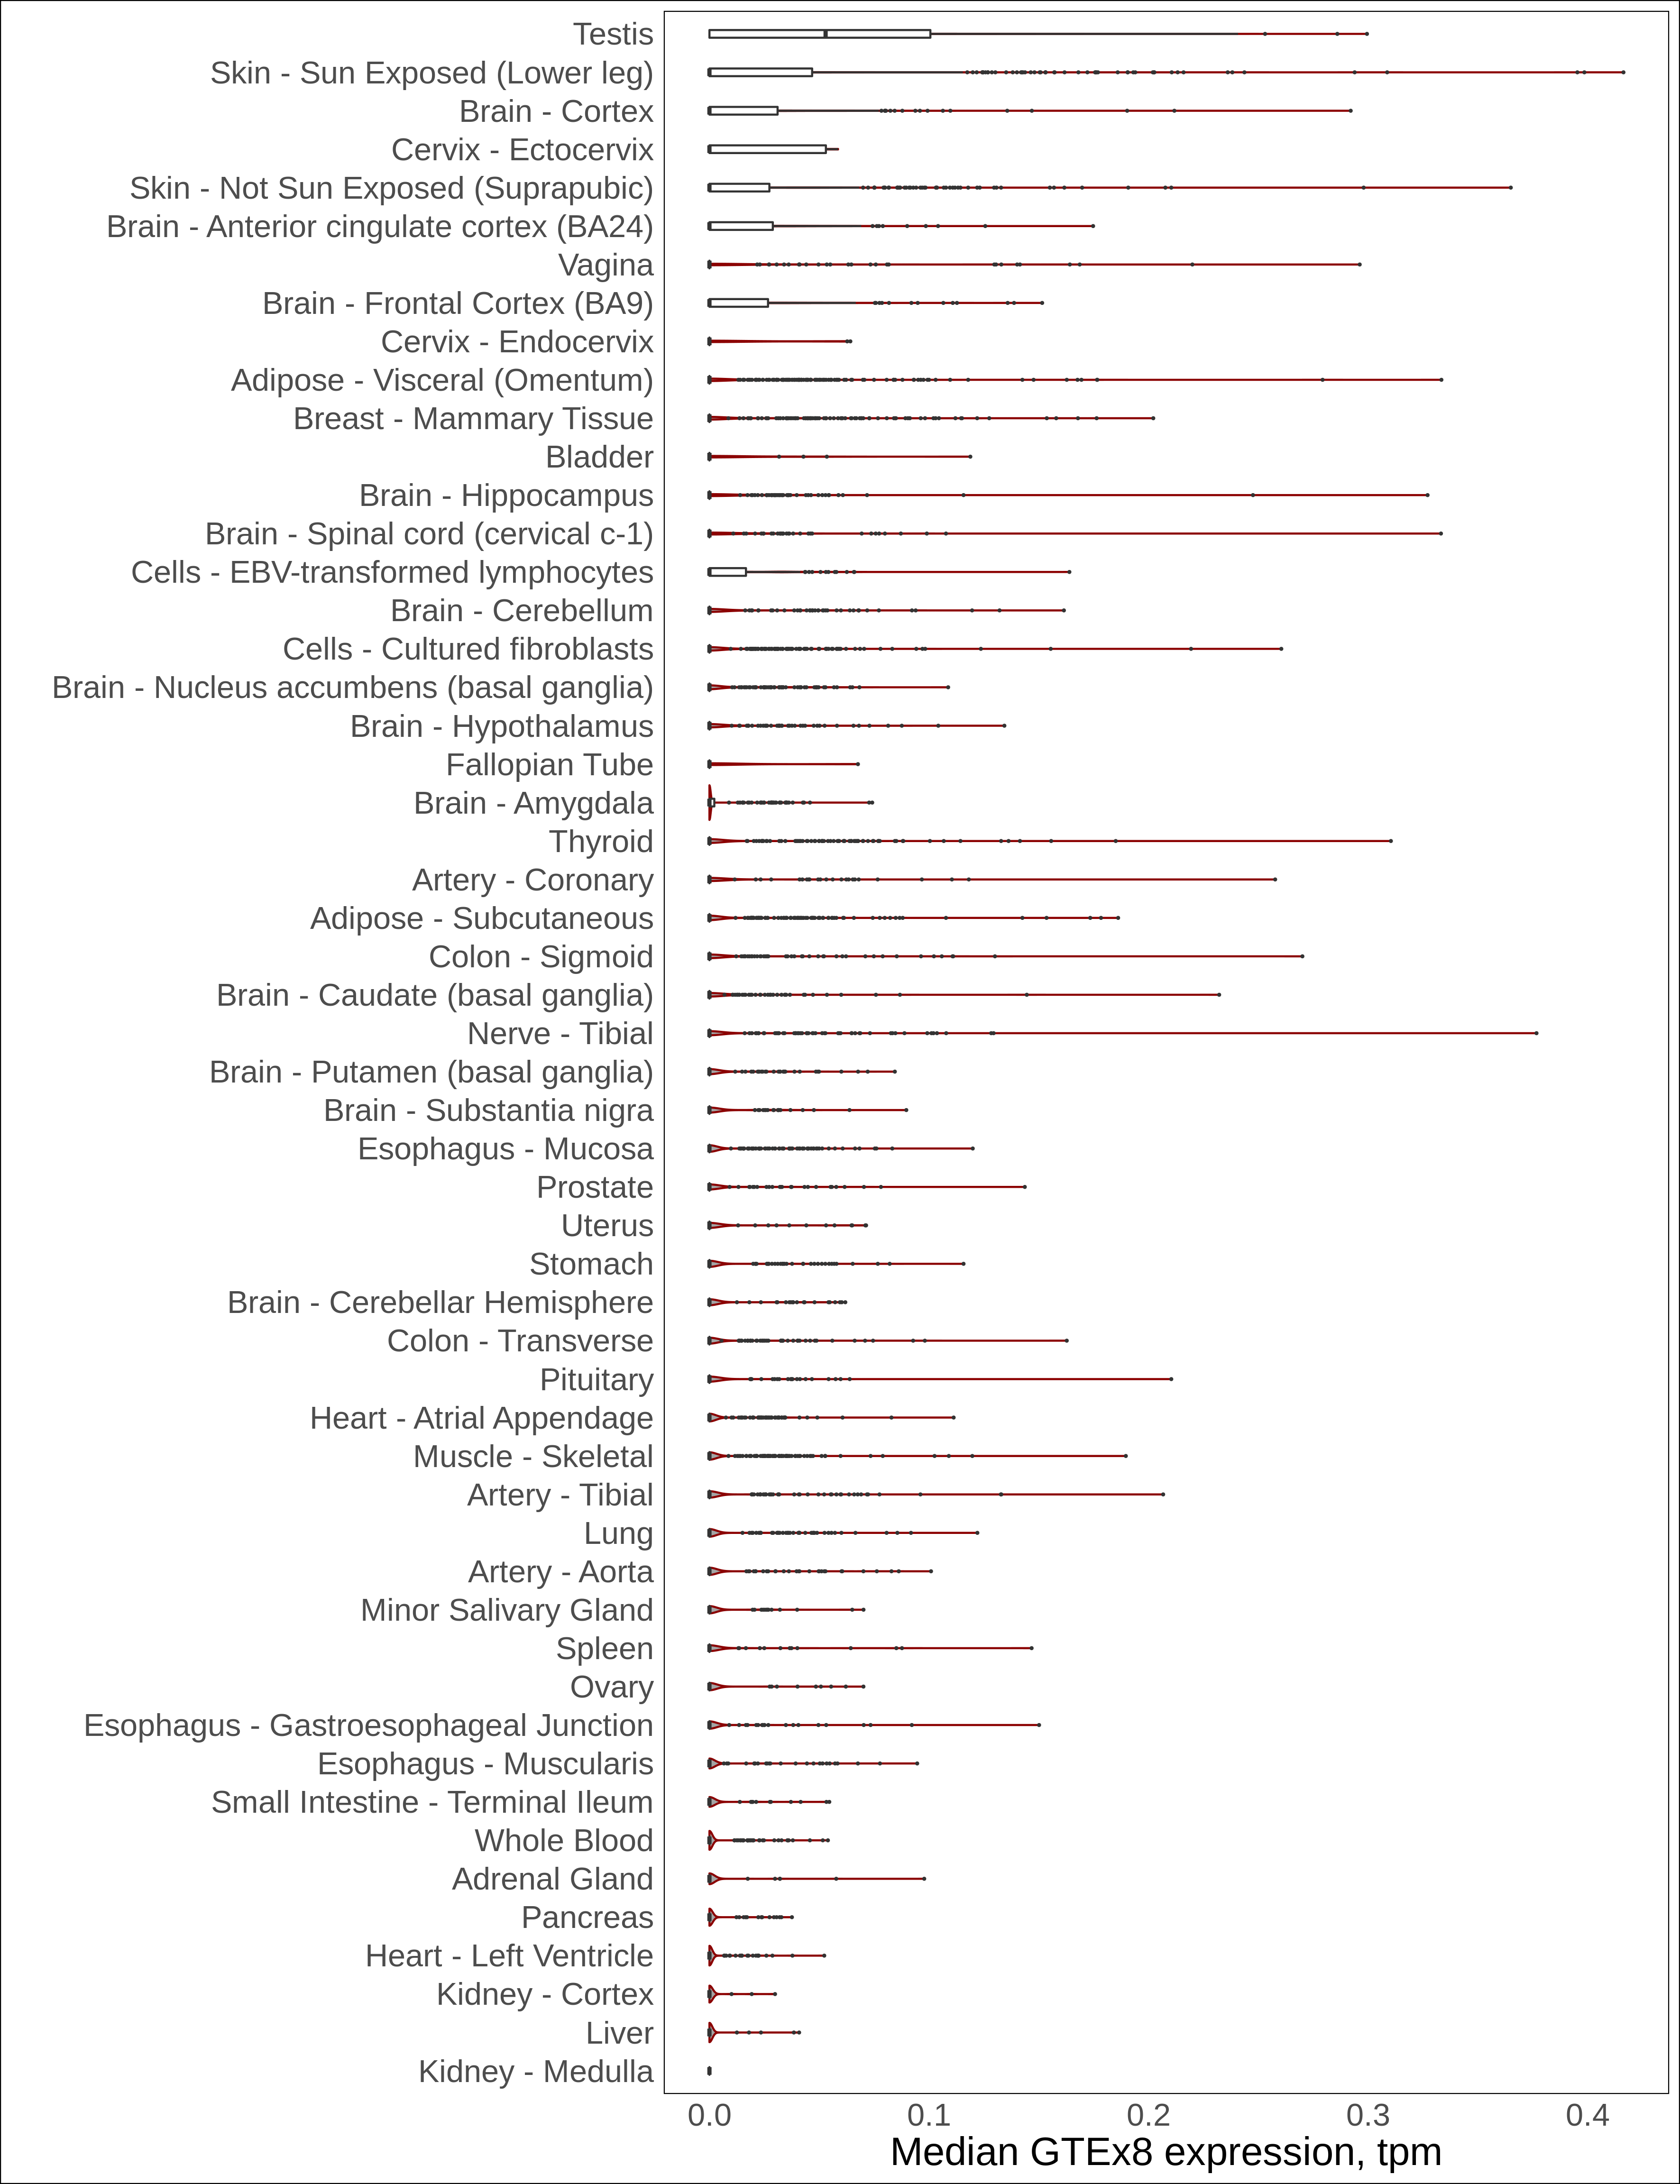 Testis
Skin - Sun Exposed (Lower leg)
Brain - Cortex
Cervix - Ectocervix
Skin - Not Sun Exposed (Suprapubic)
Brain - Anterior cingulate cortex (BA24)
Vagina
Brain - Frontal Cortex (BA9)
Cervix - Endocervix
Adipose - Visceral (Omentum)
Breast - Mammary Tissue
Bladder
Brain - Hippocampus
Brain - Spinal cord (cervical c-1)
Cells - EBV-transformed lymphocytes
Brain - Cerebellum
Cells - Cultured fibroblasts
Brain - Nucleus accumbens (basal ganglia)
Brain - Hypothalamus
Fallopian Tube
Brain - Amygdala
Thyroid
Artery - Coronary
Adipose - Subcutaneous
Colon - Sigmoid
Brain - Caudate (basal ganglia)
Nerve - Tibial
Brain - Putamen (basal ganglia)
Brain - Substantia nigra
Esophagus - Mucosa
Prostate
Uterus
Stomach
Brain - Cerebellar Hemisphere
Colon - Transverse
Pituitary
Heart - Atrial Appendage
Muscle - Skeletal
Artery - Tibial
Lung
Artery - Aorta
Minor Salivary Gland
Spleen
Ovary
Esophagus - Gastroesophageal Junction
Esophagus - Muscularis
Small Intestine - Terminal Ileum
Whole Blood
Adrenal Gland
Pancreas
Heart - Left Ventricle
Kidney - Cortex
Liver
Kidney - Medulla
0.0 0.1 0.2 0.3 0.4
Median GTEx8 expression, tpm